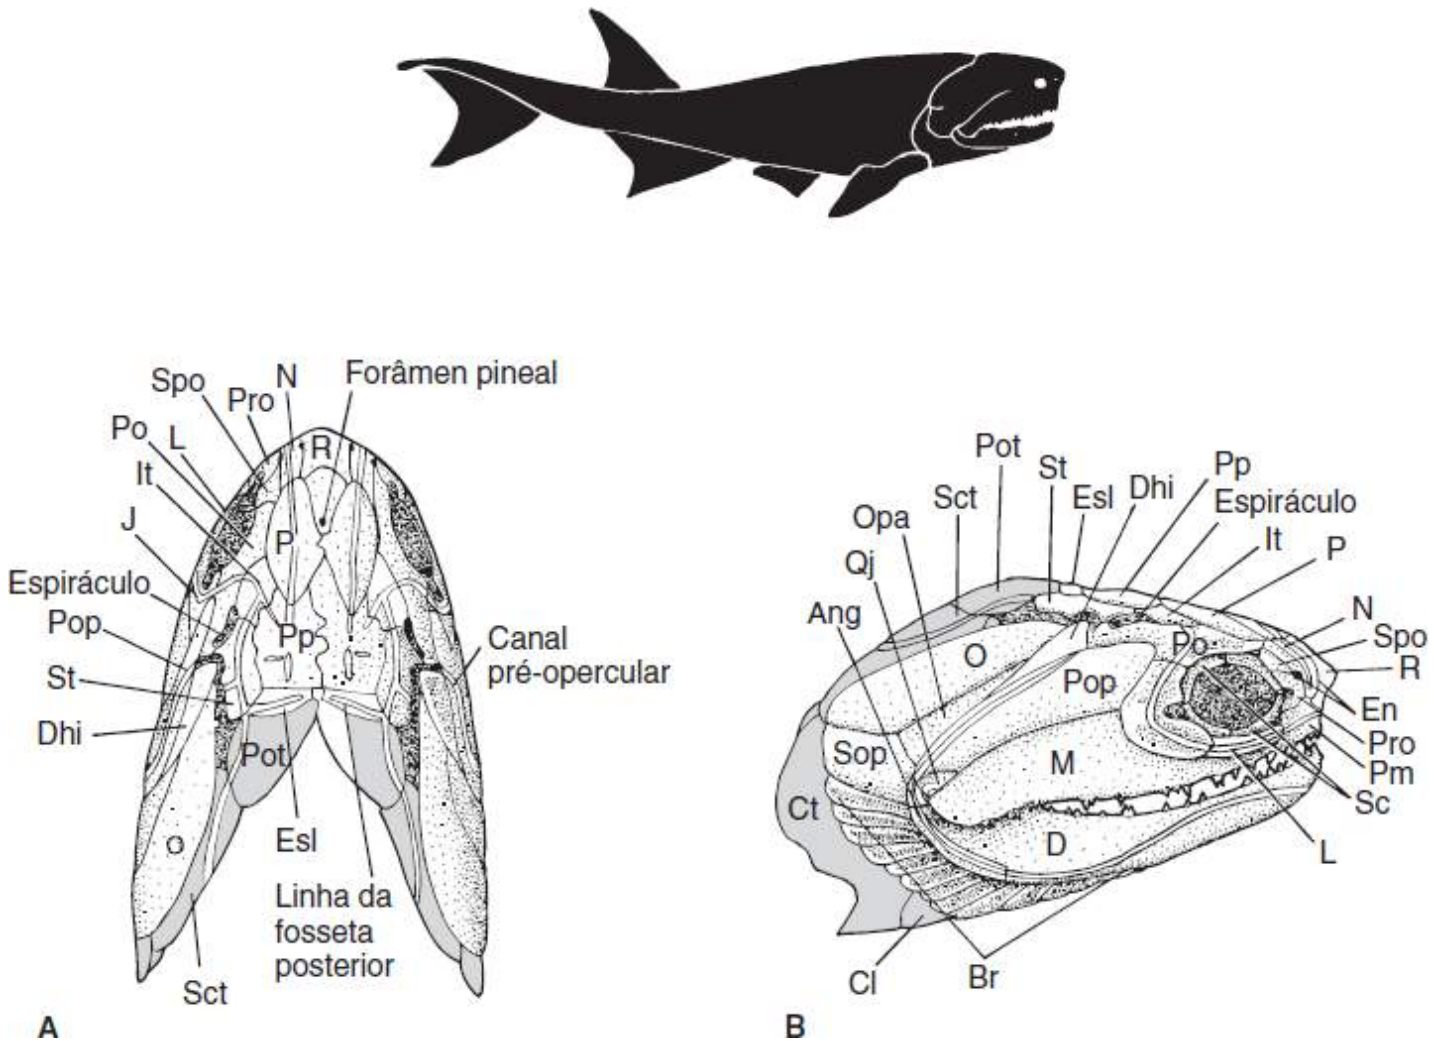 Spo
N
Forâmen pineal
Pro
Po
L
R
It
J
P
Espiráculo
Pop
Pp
Canal
pré-opercular
St
Dhi
Pot
O
Esl
Linha da
fosseta
posterior
Sct
A
Pot
St
Pp
Sct
Esl
Dhi
Espiráculo
Opa
It
Qj
P
Ang
N
Po
Spo
O
R
Pop
En
Sop
M
Pro
Pm
Ct
Sc
D
L
Cl
Br
B